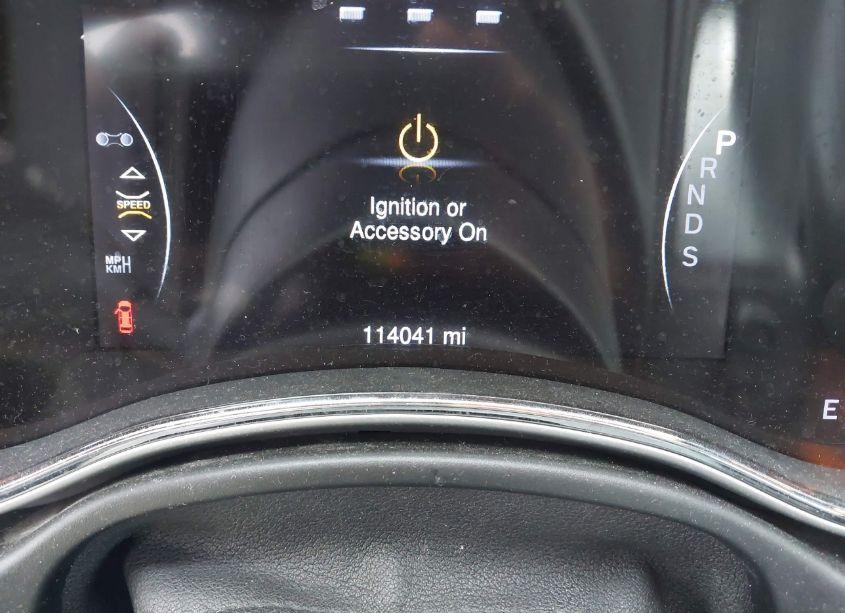 SPEED
MPH
KM/H
Ignition or
Accessory On
114041 mi
P
R
N
D
S
E